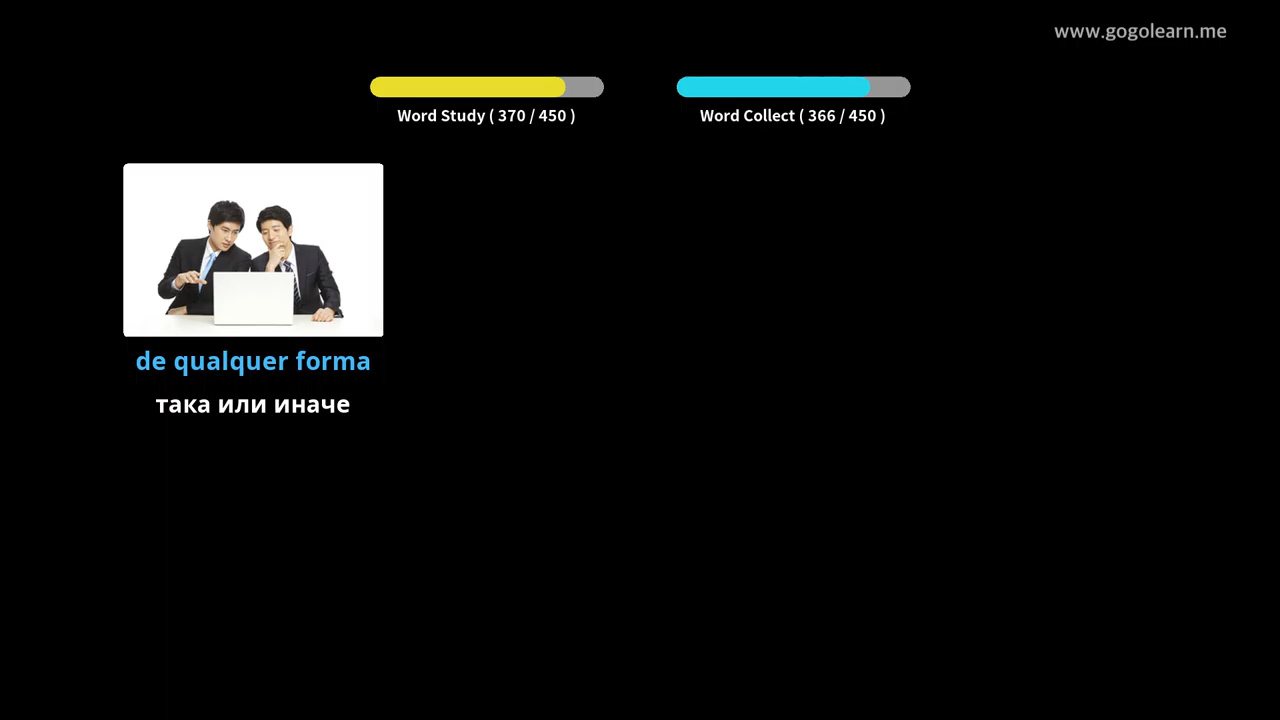 www.gogolearn.me
Word Study ( 370 / 450 )
Word Collect ( 366 / 450 )
de qualquer forma
така или иначе